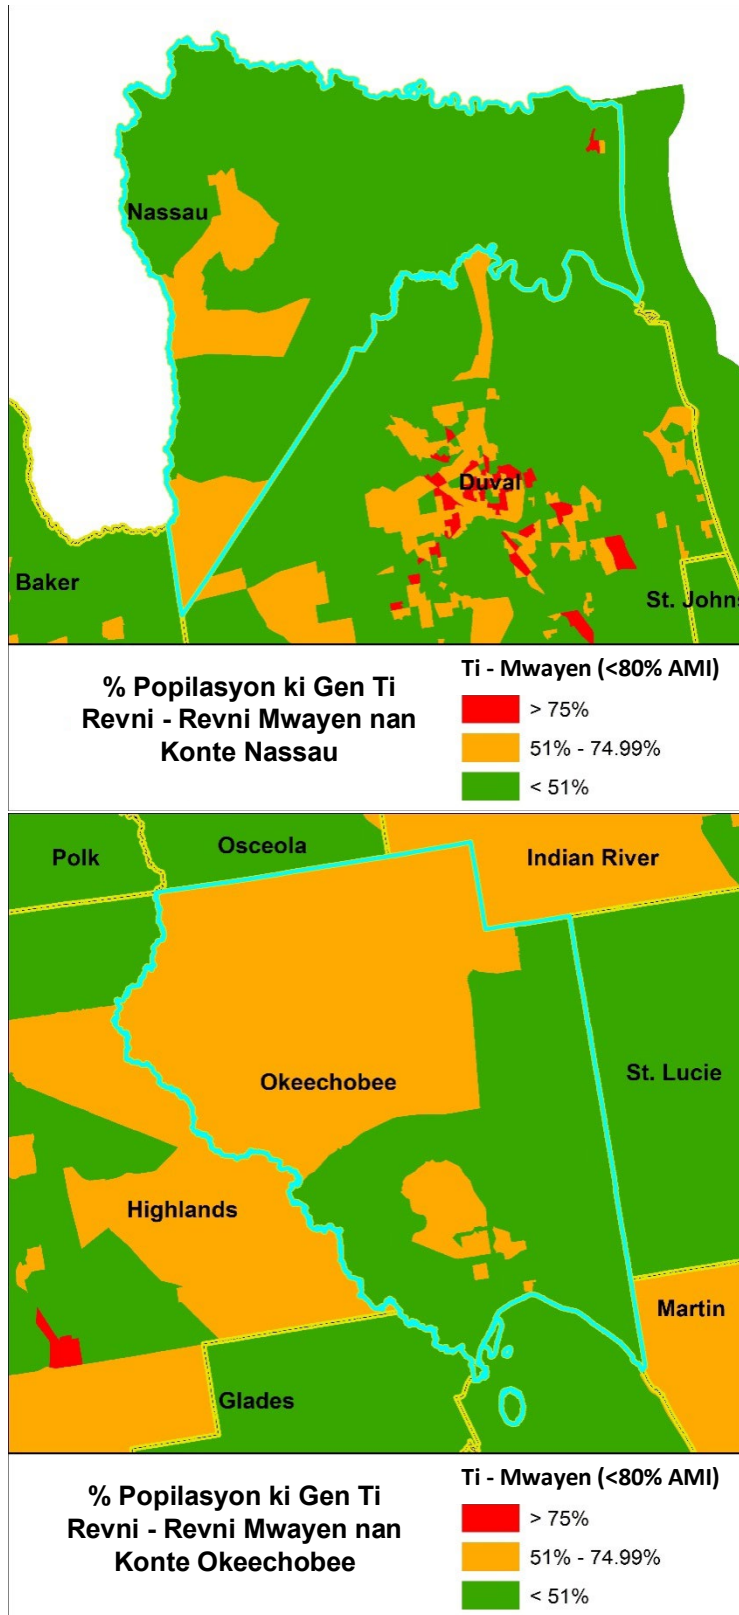 Nassau
Duval
Baker
St. Johns
% Popilasyon ki Gen Ti
Revni - Revni Mwayen nan
Konte Nassau
Ti - Mwayen (<80% AMI)
> 75%
51% - 74.99%
< 51%
Polk
Osceola
Indian River
Okeechobee
St. Lucie
Highlands
Martin
Glades
% Popilasyon ki Gen Ti
Revni - Revni Mwayen nan
Konte Okeechobee
Ti - Mwayen (<80% AMI)
> 75%
51% - 74.99%
< 51%